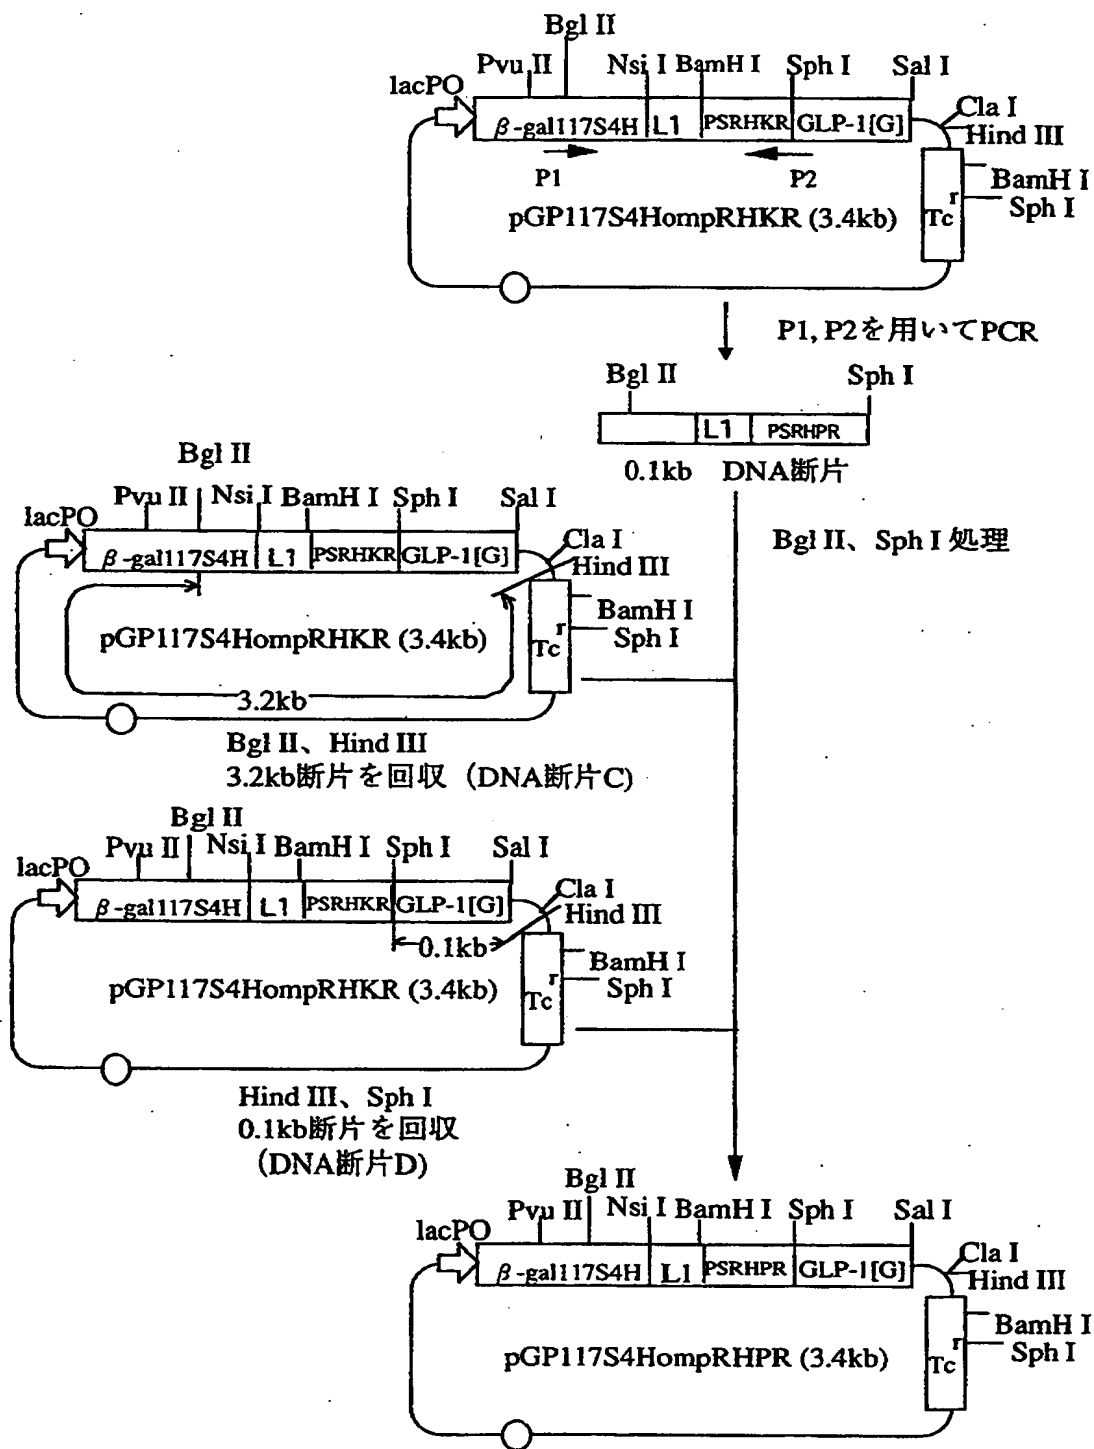 Bgl II
Pvu II
Nsi I
BamH I
Sph I
Sal I
lacPO
β-gal117S4H
L1
PSRHKR
GLP-1[G]
Cla I
Hind III
P1
P2
BamH I
Sph I
Tc r
pGP117S4HompRHKR (3.4kb)
P1, P2を用いてPCR
Bgl II
Sph I
L1
PSRHPR
0.1kb DNA断片
Bgl II、Sph I 処理
Bgl II
Pvu II
Nsi I
BamH I
Sph I
Sal I
lacPO
β-gal117S4H
L1
PSRHKR
GLP-1[G]
Cla I
Hind III
BamH I
Sph I
Tc r
pGP117S4HompRHKR (3.4kb)
3.2kb
Bgl II、Hind III
3.2kb断片を回収（DNA断片C)
Bgl II
Pvu II
Nsi I
BamH I
Sph I
Sal I
lacPO
β-gal117S4H
L1
PSRHKR
GLP-1[G]
Cla I
Hind III
0.1kb
BamH I
Sph I
Tc r
pGP117S4HompRHKR (3.4kb)
Hind III、Sph I
0.1kb断片を回収
（DNA断片D)
Bgl II
Pvu II
Nsi I
BamH I
Sph I
Sal I
lacPO
β-gal117S4H
L1
PSRHPR
GLP-1[G]
Cla I
Hind III
BamH I
Sph I
Tc r
pGP117S4HompRHPR (3.4kb)